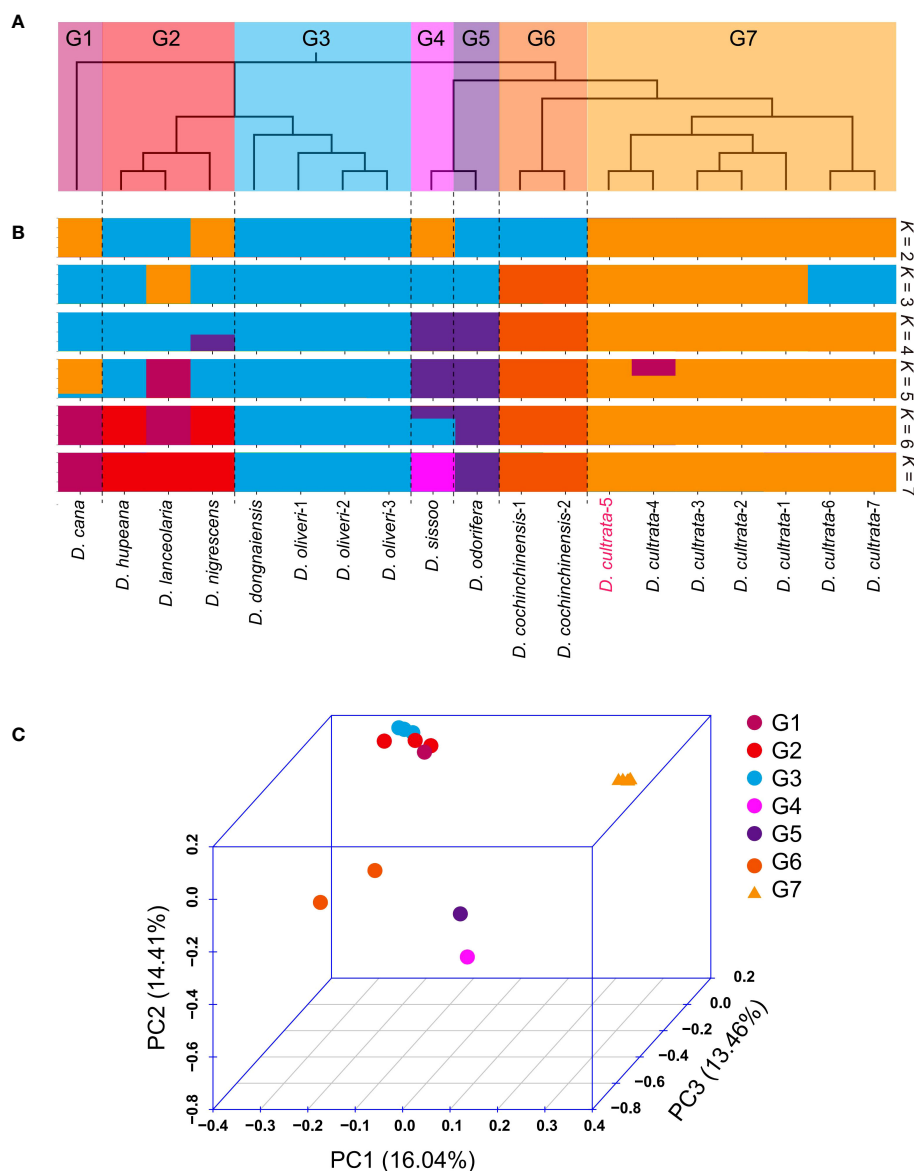 A
G1 G2 G3 G4 G5 G6 G7
B
K = 2
K = 3
K = 4
K = 5
K = 6
K = 7
D. cana
D. hupeana
D. lanceolaria
D. nigrescens
D. dongnaiensis
D. oliveri-1
D. oliveri-2
D. oliveri-3
D. sissoo
D. odorifera
D. cochinchinensis-1
D. cochinchinensis-2
D. cultrata-5
D. cultrata-4
D. cultrata-3
D. cultrata-2
D. cultrata-1
D. cultrata-6
D. cultrata-7
C
G1
G2
G3
G4
G5
G6
G7
PC2 (14.41%)
0.2
0.0
−0.2
−0.4
−0.6
−0.8
−0.4 −0.3 −0.2 −0.1 0.0 0.1 0.2 0.3 0.4
PC1 (16.04%)
0.2
0.0
−0.2
−0.4
−0.6
−0.8
PC3 (13.46%)